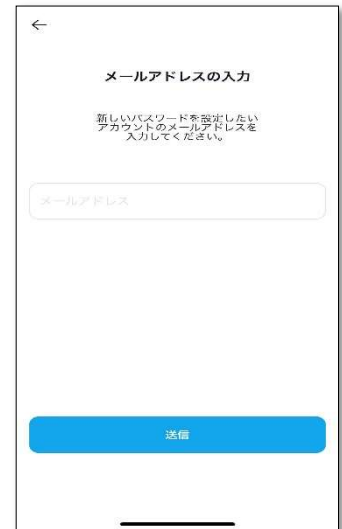 メールアドレスの入力
新しいパスワードを設定したい
アカウントのメールアドレスを
入力してください。
メールアドレス
送信